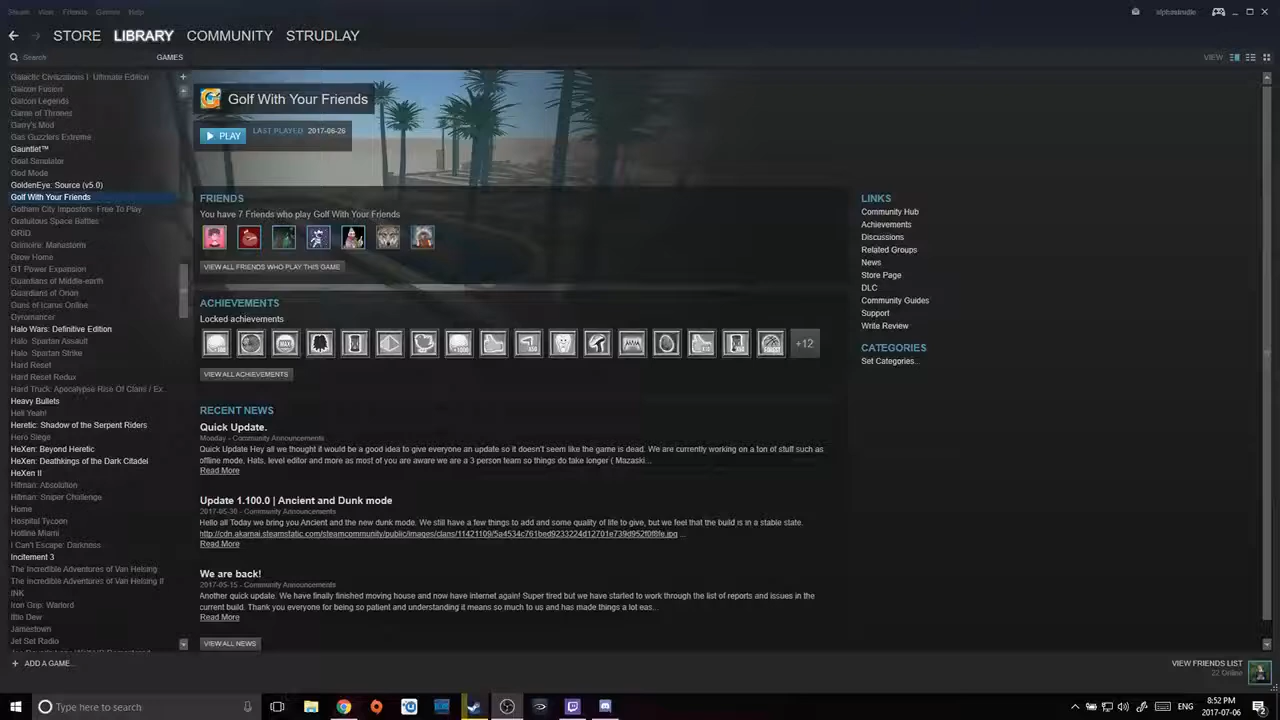 Steam View Friends Games Help
STORE LIBRARY COMMUNITY STRUDLAY
Search GAMES VIEW
Galactic Civilizations I: Ultimate Edition
Galcon Fusion
Galcon Legends
Game of Thrones
Garry's Mod
Gas Guzzlers Extreme
Gauntlet™
Goat Simulator
God Mode
GoldenEye: Source (v5.0)
Golf With Your Friends
Gotham City Impostors: Free To Play
Gratuitous Space Battles
GRID
Grimoire: Manastorm
Grow Home
GT Power Expansion
Guardians of Middle-earth
Guardians of Orion
Guns of Icarus Online
Gyromancer
Halo Wars: Definitive Edition
Halo: Spartan Assault
Halo: Spartan Strike
Hard Reset
Hard Reset Redux
Hard Truck: Apocalypse Rise Of Clans / Ex...
Heavy Bullets
Hell Yeah!
Heretic: Shadow of the Serpent Riders
Hero Siege
HeXen: Beyond Heretic
HeXen: Deathkings of the Dark Citadel
HeXen II
Hitman: Absolution
Hitman: Sniper Challenge
Home
Hospital Tycoon
Hotline Miami
I Can't Escape: Darkness
Incitement 3
The Incredible Adventures of Van Helsing
The Incredible Adventures of Van Helsing II
INK
Iron Grip: Warlord
Ittle Dew
Jamestown
Jet Set Radio
+ ADD A GAME...
Golf With Your Friends
PLAY LAST PLAYED 2017-06-26
FRIENDS
You have 7 Friends who play Golf With Your Friends
VIEW ALL FRIENDS WHO PLAY THIS GAME
ACHIEVEMENTS
Locked achievements
+12
VIEW ALL ACHIEVEMENTS
RECENT NEWS
Quick Update.
Monday - Community Announcements
Quick Update Hey all we thought it would be a good idea to give everyone an update so it doesn't seem like the game is dead. We are currently working on a ton of stuff such as
offline mode, Hats, level editor and more as most of you are aware we are a 3 person team so things do take longer ( Mazaski...
Read More
Update 1.100.0 | Ancient and Dunk mode
2017-05-30 - Community Announcements
Hello all Today we bring you Ancient and the new dunk mode. We still have a few things to add and some quality of life to give, but we feel that the build is in a stable state.
Read More
We are back!
2017-05-15 - Community Announcements
Another quick update. We have finally finished moving house and now have internet again! Super tired but we have started to work through the list of reports and issues in the
current build. Thank you everyone for being so patient and understanding it means so much to us and has made things a lot eas...
Read More
VIEW ALL NEWS
LINKS
Community Hub
Achievements
Discussions
Related Groups
News
Store Page
DLC
Community Guides
Support
Write Review
CATEGORIES
Set Categories...
VIEW FRIENDS LIST
22 Online
Type here to search
ENG
8:52 PM
2017-07-06